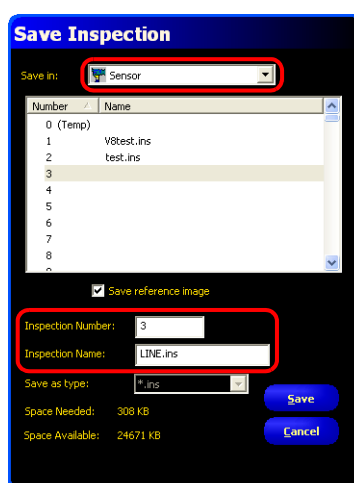 Save Inspection
Save in: Sensor
Number Name
0 (Temp)
1 V8test.ins
2 test.ins
3
4
5
6
7
8
Save reference image
Inspection Number: 3
Inspection Name: LINE.ins
Save as type: *.ins
Save
Space Needed: 308 KB
Cancel
Space Available: 24671 KB